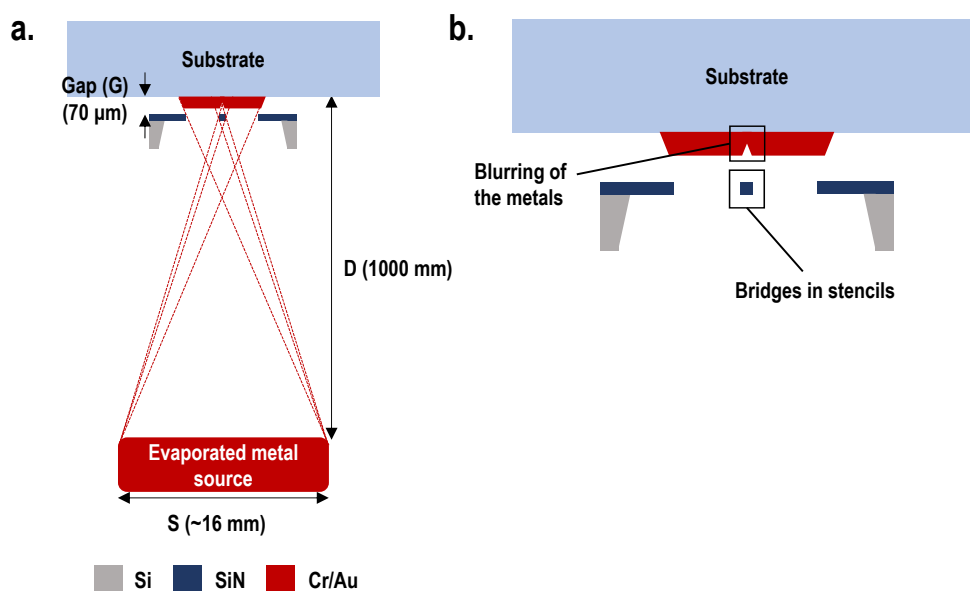 a.
Substrate
Gap (G)
(70 µm)
D (1000 mm)
Evaporated metal
source
S (~16 mm)
Si
SiN
Cr/Au
b.
Substrate
Blurring of
the metals
Bridges in stencils